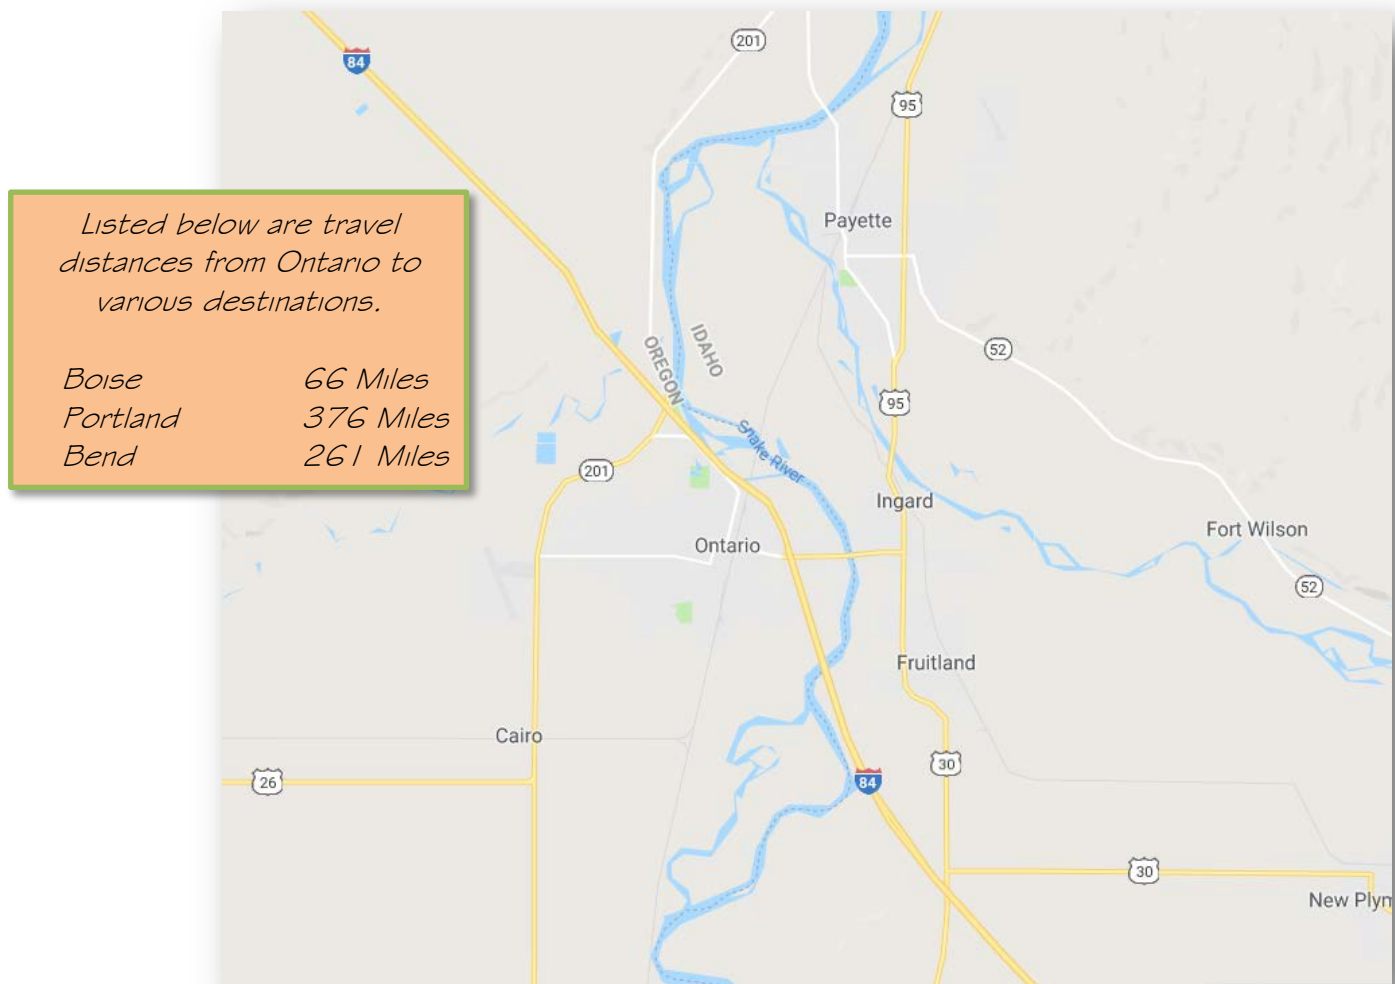 201
84
95
Listed below are travel
distances from Ontario to
various destinations.
Boise 66 Miles
Portland 376 Miles
Bend 261 Miles
Payette
OREGON
IDAHO
52
95
Snake River
201
Ingard
Fort Wilson
Ontario
52
Fruitland
Cairo
26
30
84
30
New Plym